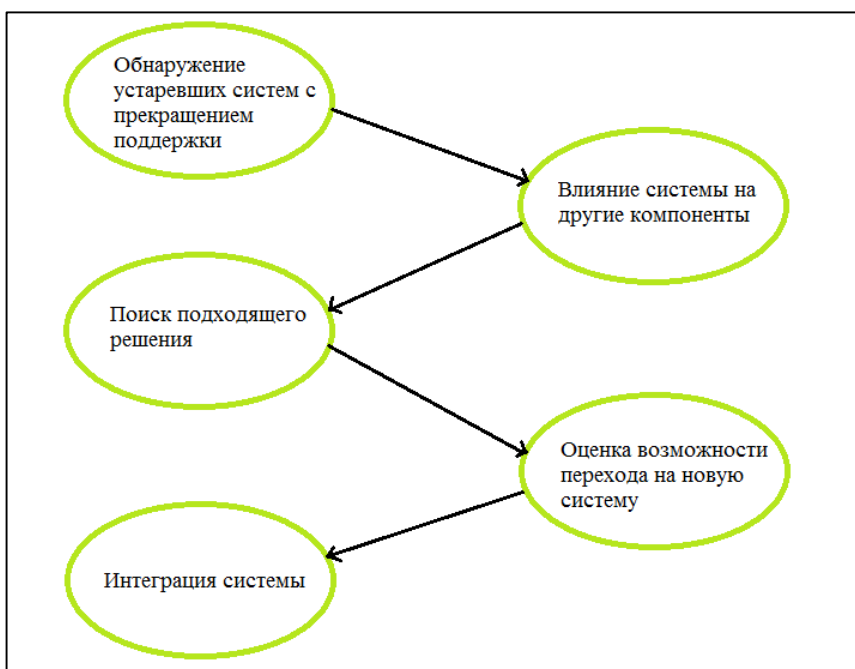 Обнаружение
устаревших систем с
прекращением
поддержки
Влияние системы на
другие компоненты
Поиск подходящего
решения
Оценка возможности
перехода на новую
систему
Интеграция системы